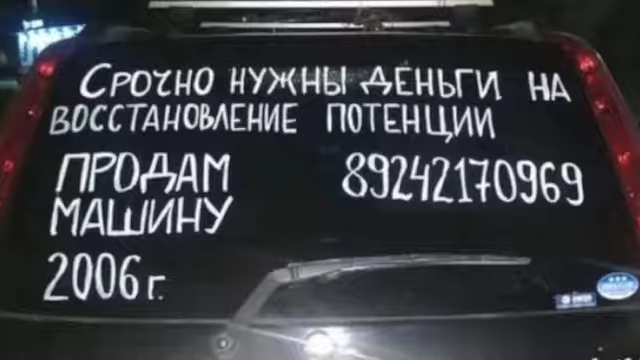 Срочно нужны деньги на
восстановление потенции
продам 89242170969
машину
2006 г.